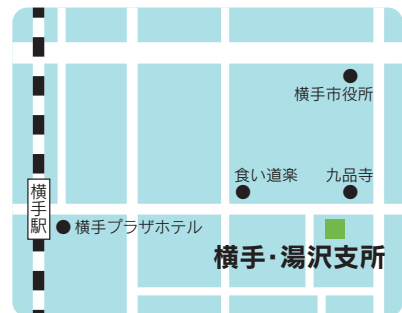 横手市役所
食い道楽
九品寺
横手駅
横手プラザホテル
横手・湯沢支所